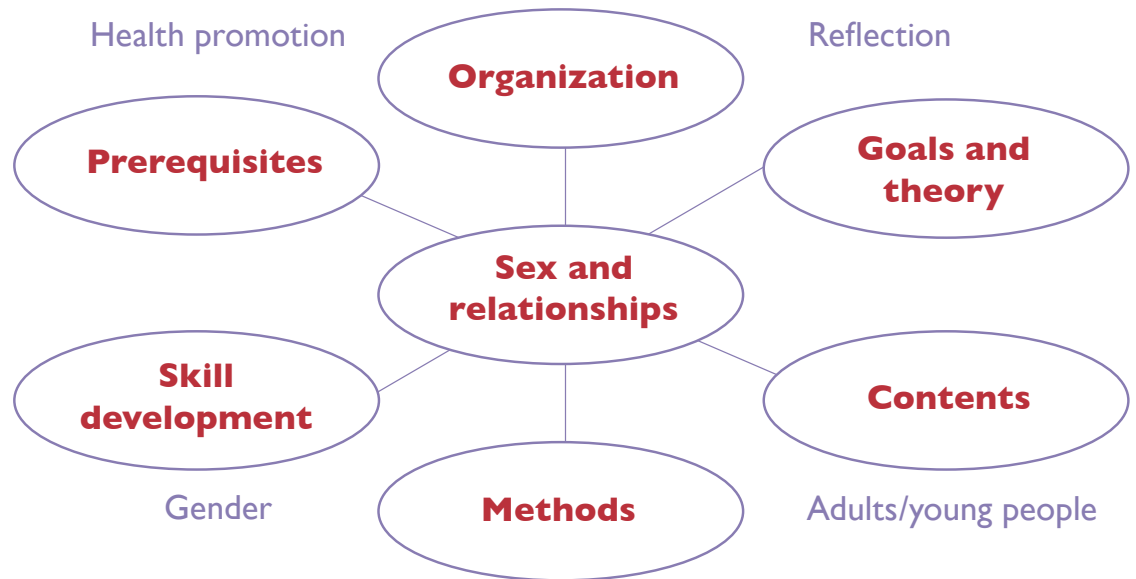 Health promotion
Reflection
Organization
Prerequisites
Goals and
theory
Sex and
relationships
Skill
development
Contents
Gender
Methods
Adults/young people